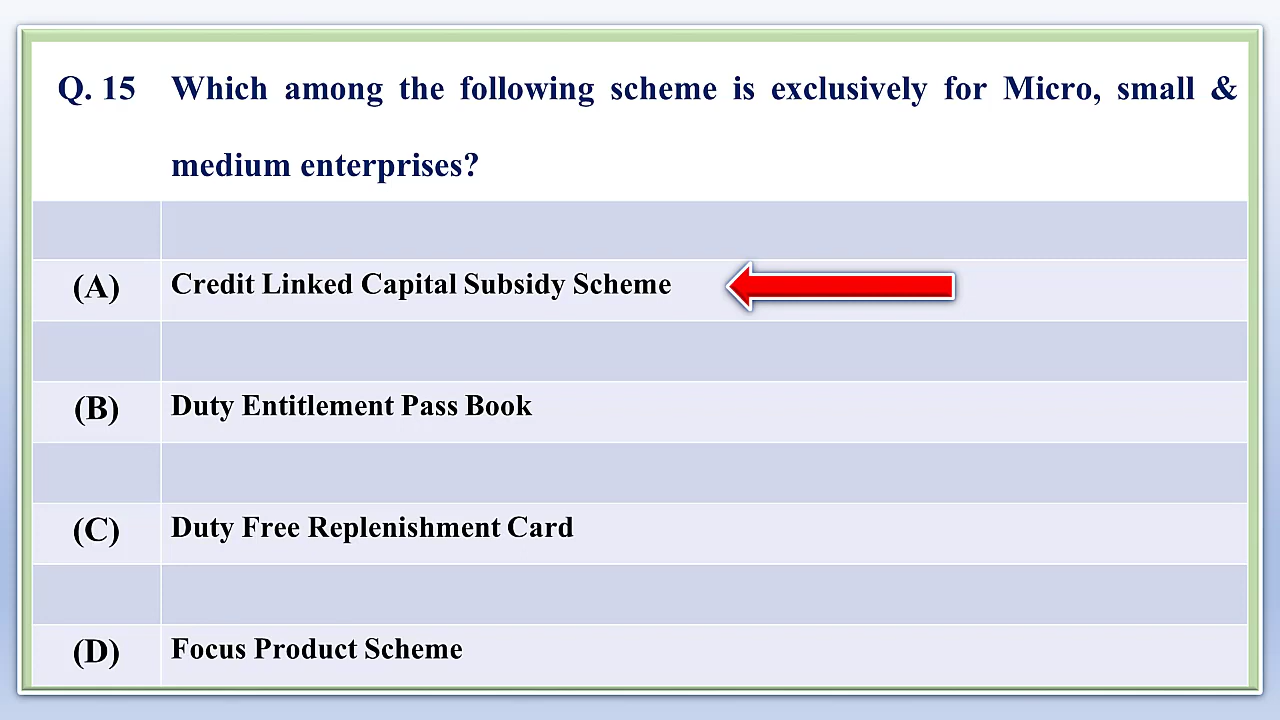 Q. 15 Which among the following scheme is exclusively for Micro, small &
medium enterprises?
(A) Credit Linked Capital Subsidy Scheme
(B) Duty Entitlement Pass Book
(C) Duty Free Replenishment Card
(D) Focus Product Scheme